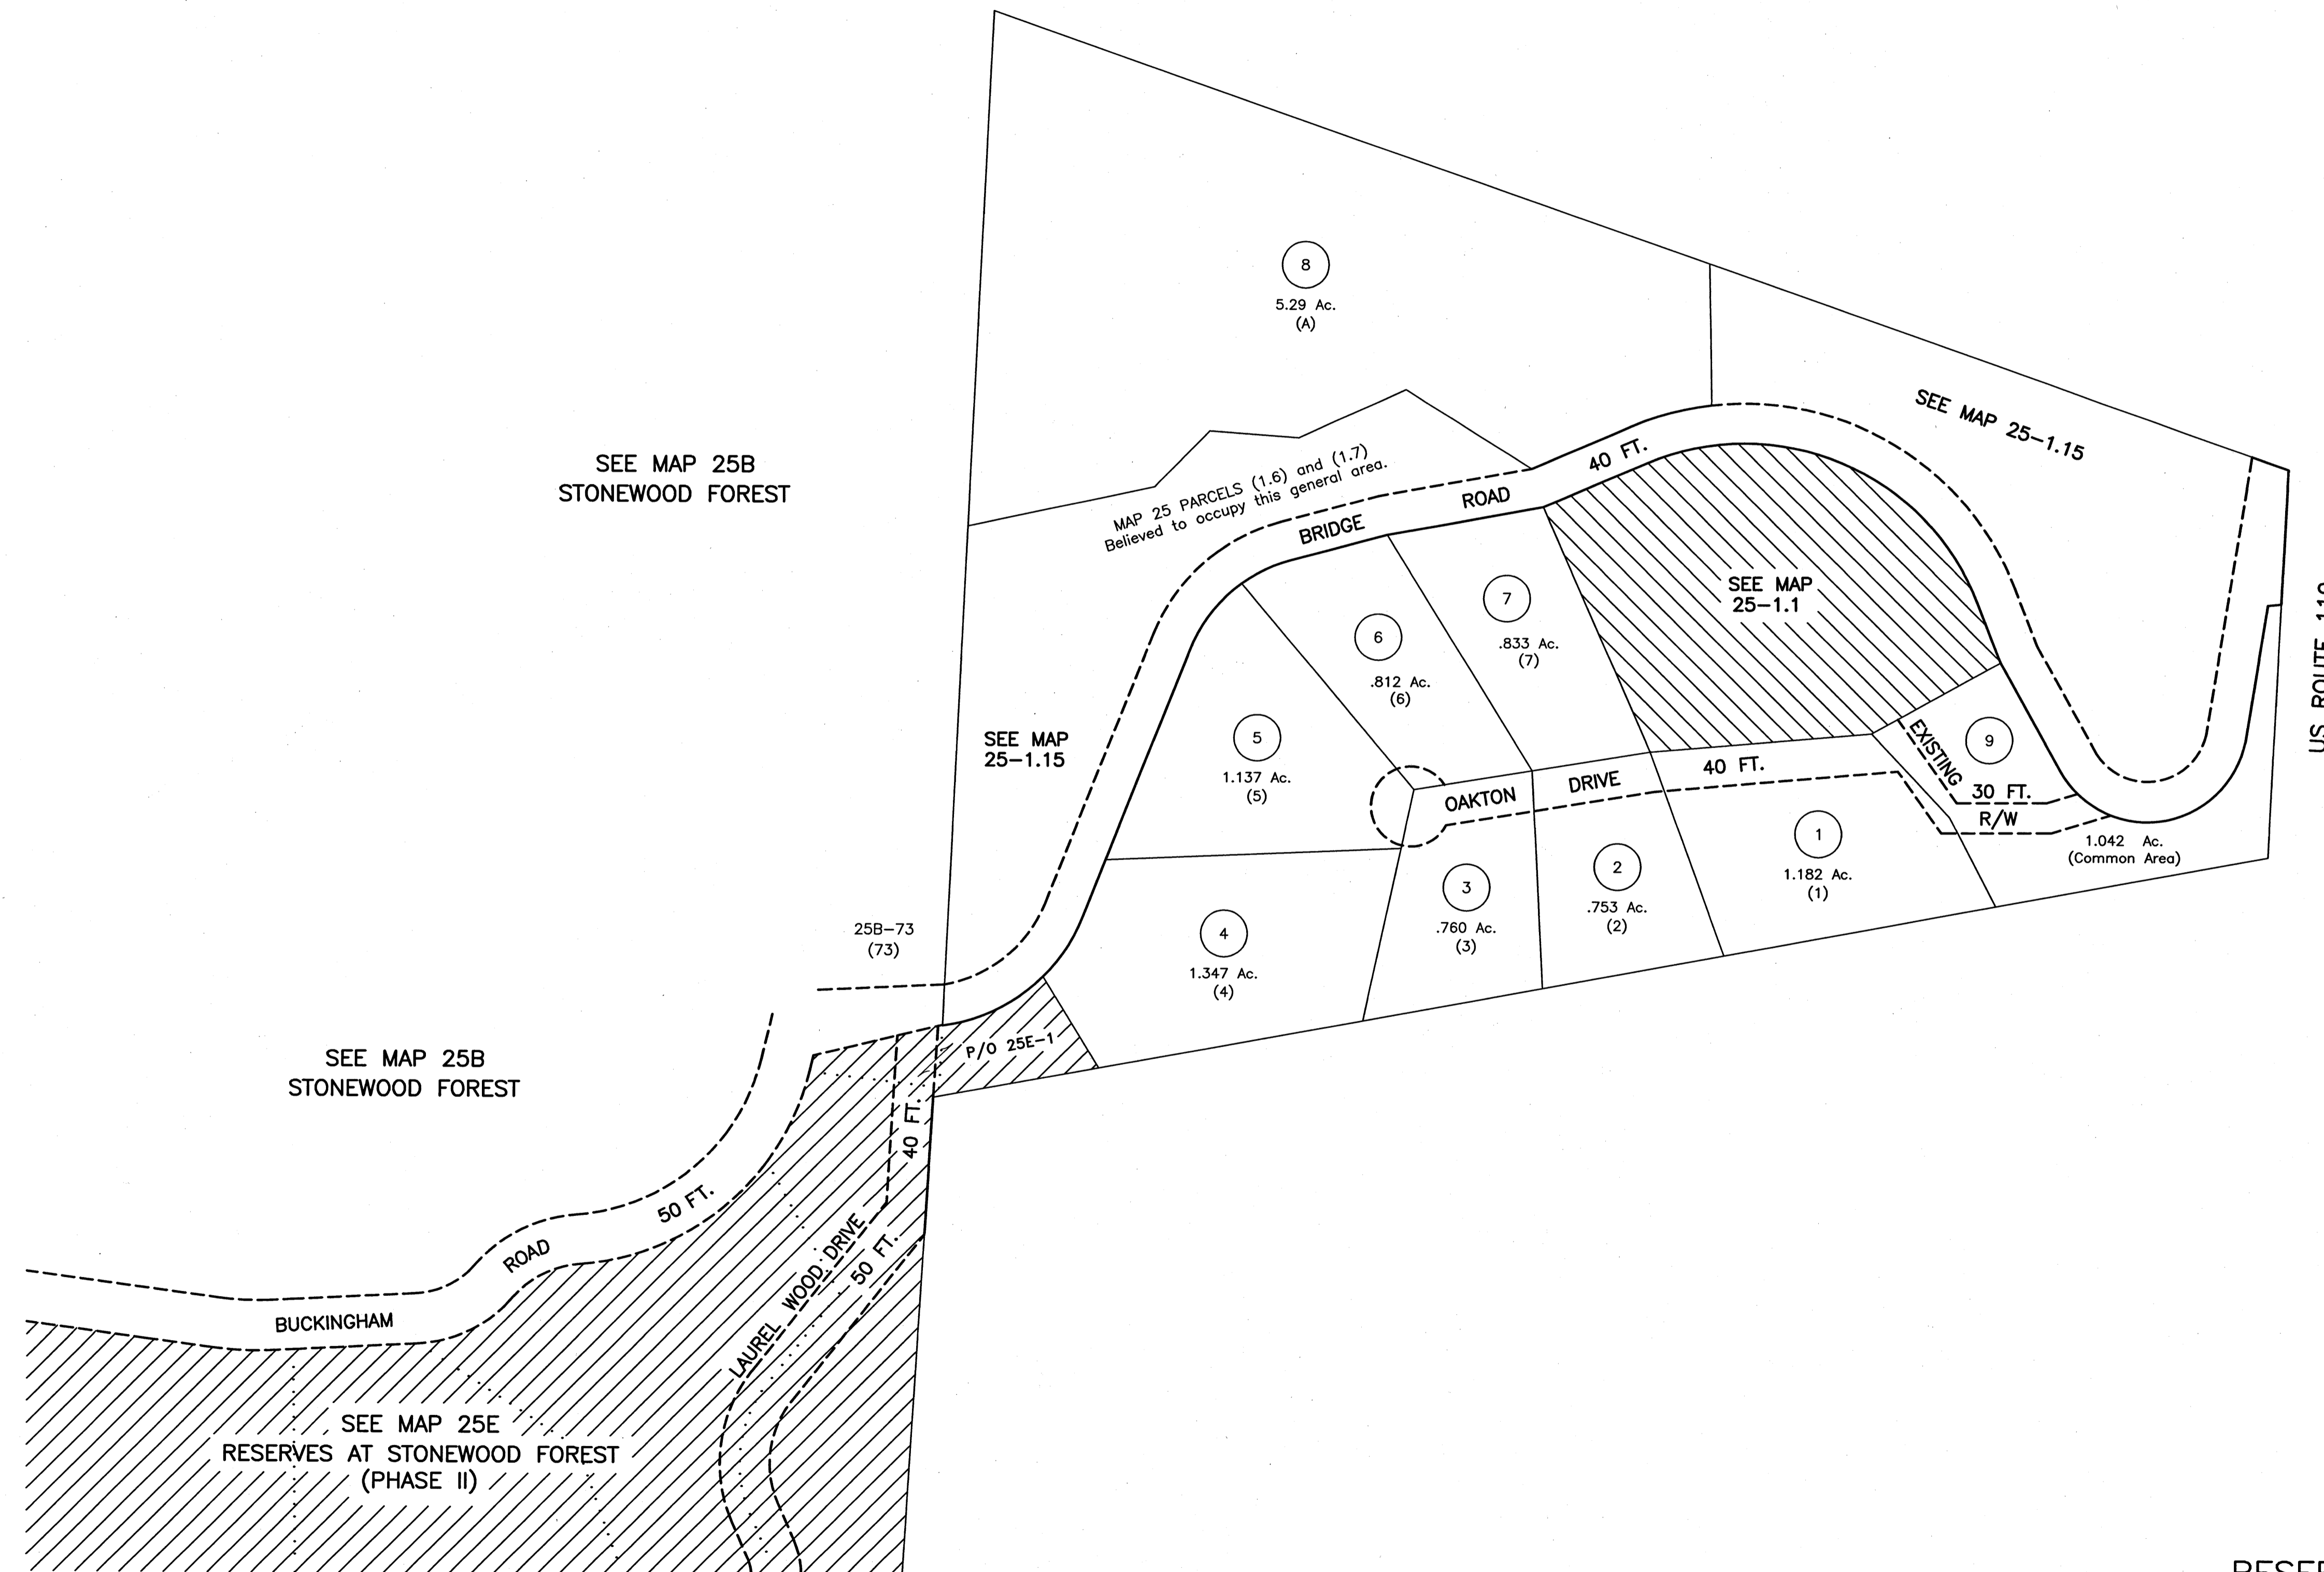 8
5.29 Ac.
(A)
SEE MAP 25-1.15
SEE MAP 25B
STONEWOOD FOREST
MAP 25 PARCELS (1.6) and (1.7)
Believed to occupy this general area.
40 FT.
BRIDGE ROAD
SEE MAP
25-1.1
7
.833 Ac.
(7)
6
.812 Ac.
(6)
5
1.137 Ac.
(5)
SEE MAP
25-1.15
OAKTON DRIVE 40 FT.
EXISTING
30 FT.
R/W
9
1.042 Ac.
(Common Area)
1
1.182 Ac.
(1)
2
.753 Ac.
(2)
3
.760 Ac.
(3)
4
1.347 Ac.
(4)
US ROUTE
25B-73
(73)
P/O 25E-1
SEE MAP 25B
STONEWOOD FOREST
40 FT.
50 FT.
BUCKINGHAM ROAD
LAUREL WOOD DRIVE
50 FT.
SEE MAP 25E
RESERVES AT STONEWOOD FOREST
(PHASE II)